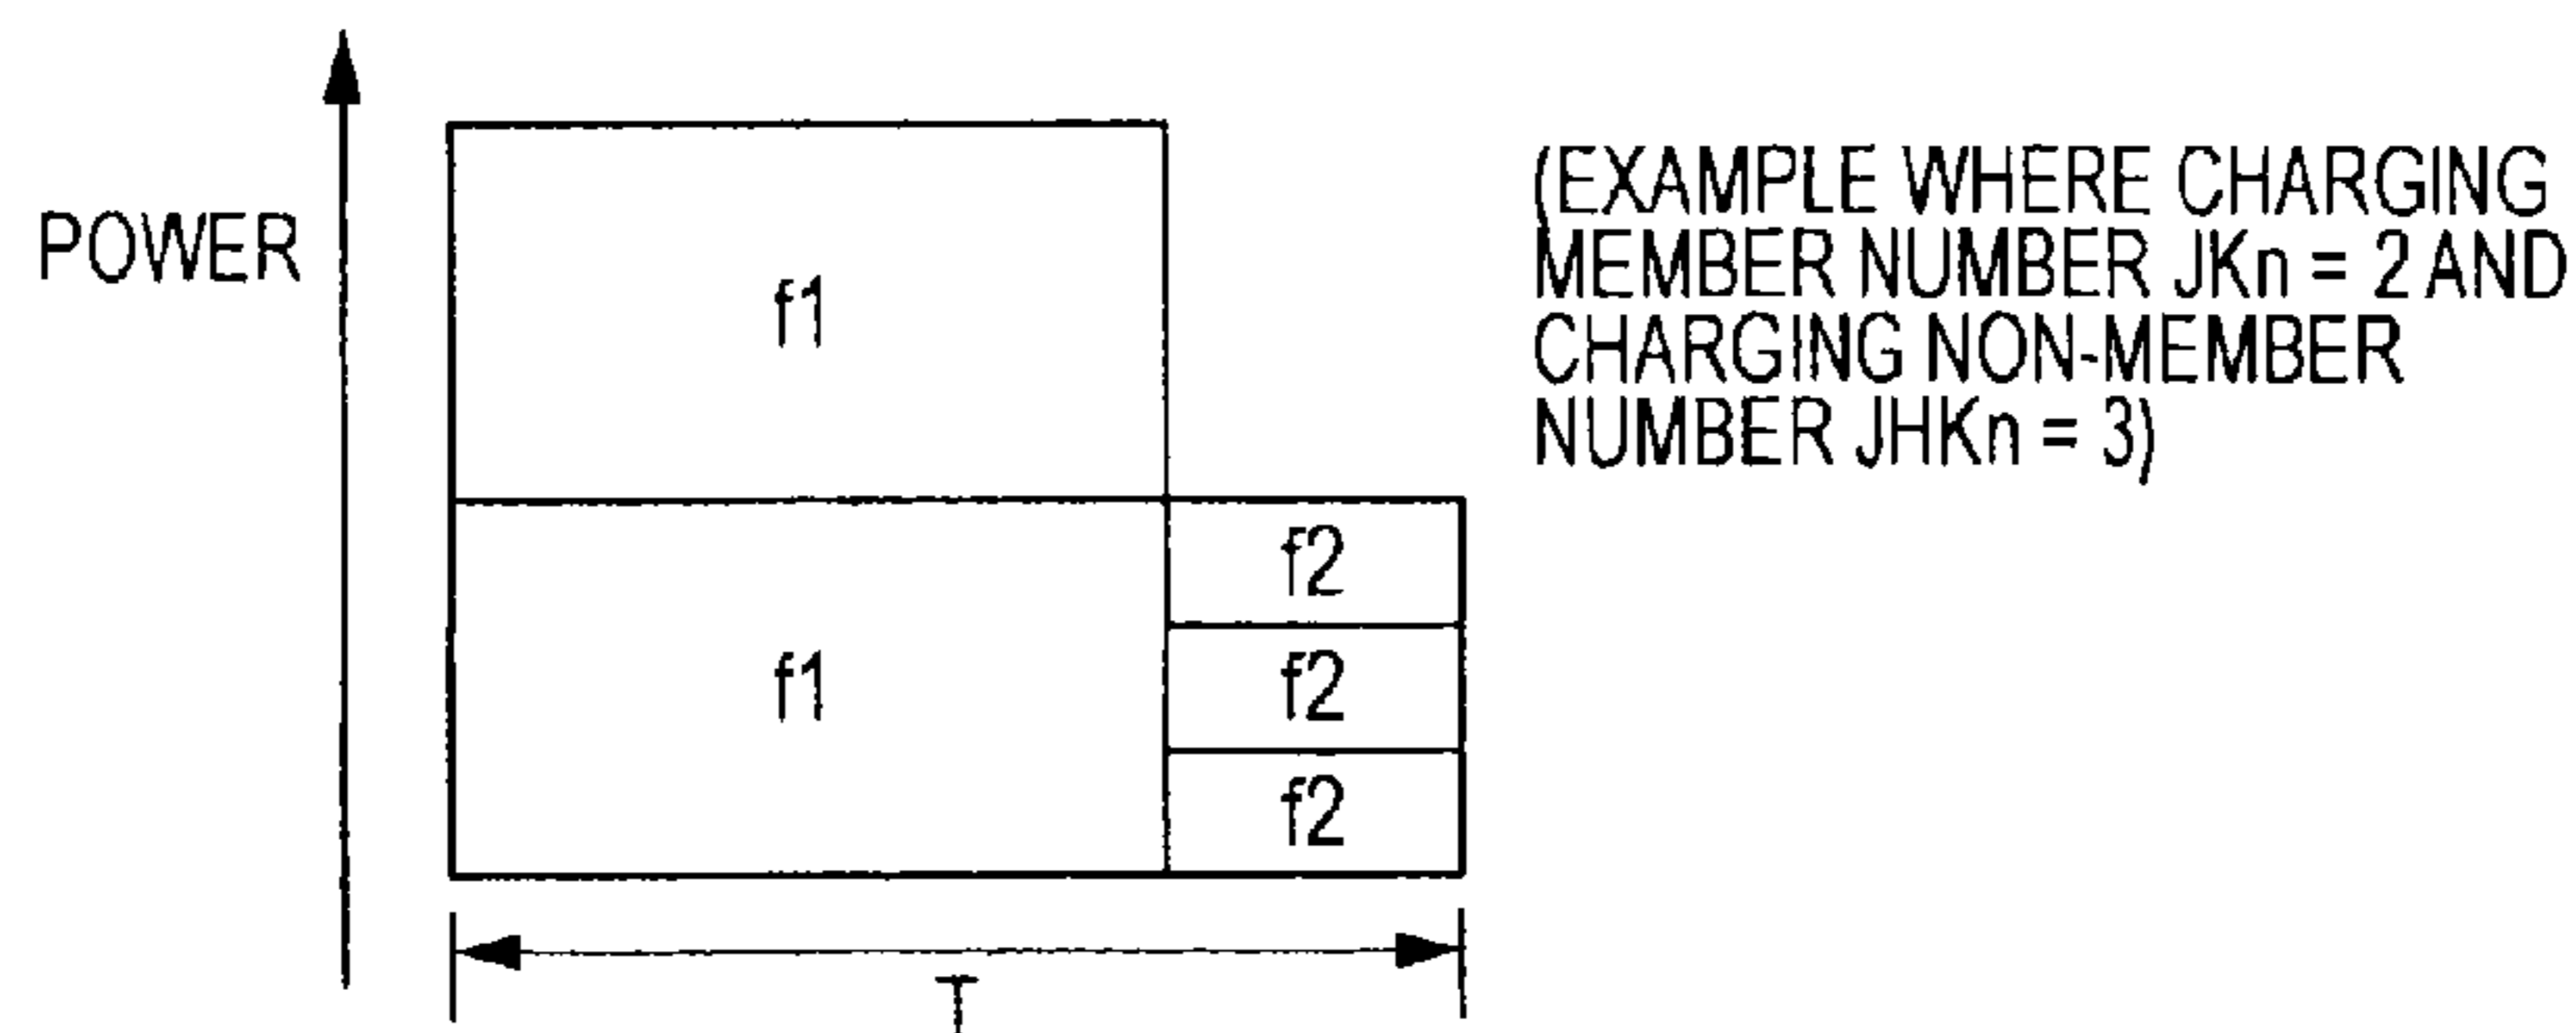 POWER
f1
(EXAMPLE WHERE CHARGING
MEMBER NUMBER JKn = 2 AND
CHARGING NON-MEMBER
NUMBER JHKn = 3)
f1
f2
f2
f2
T